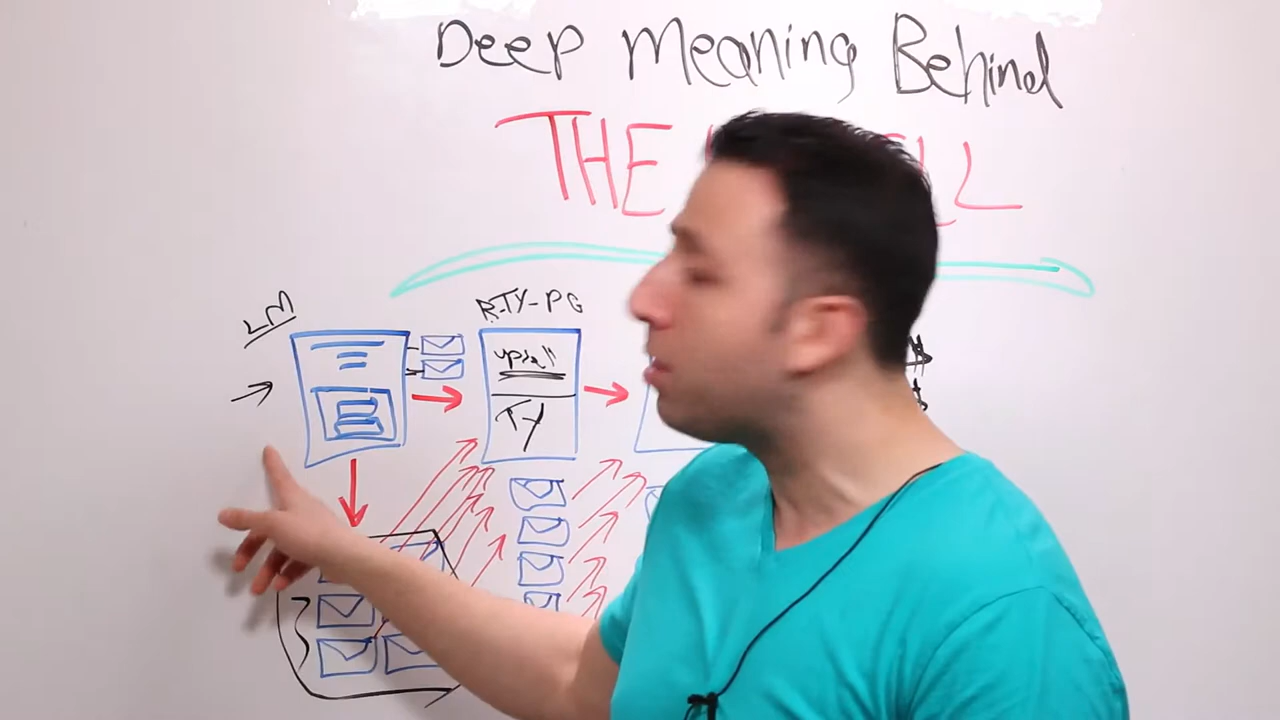 Deep Meaning Behind
THE
LM
R-TY-PG
upsell
TY